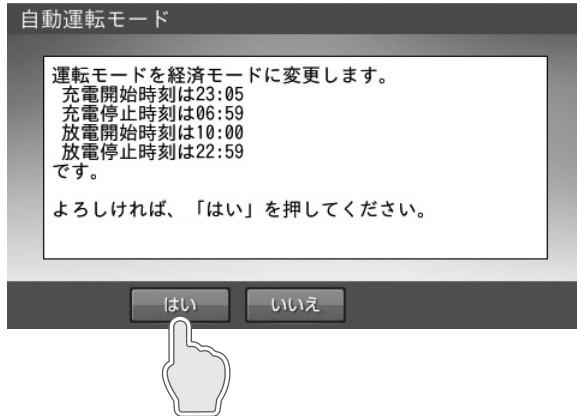 自動運転モード
運転モードを経済モードに変更します。
充電開始時刻は23:05
充電停止時刻は06:59
放電開始時刻は10:00
放電停止時刻は22:59
です。
よろしければ、「はい」を押してください。
はい
いいえ